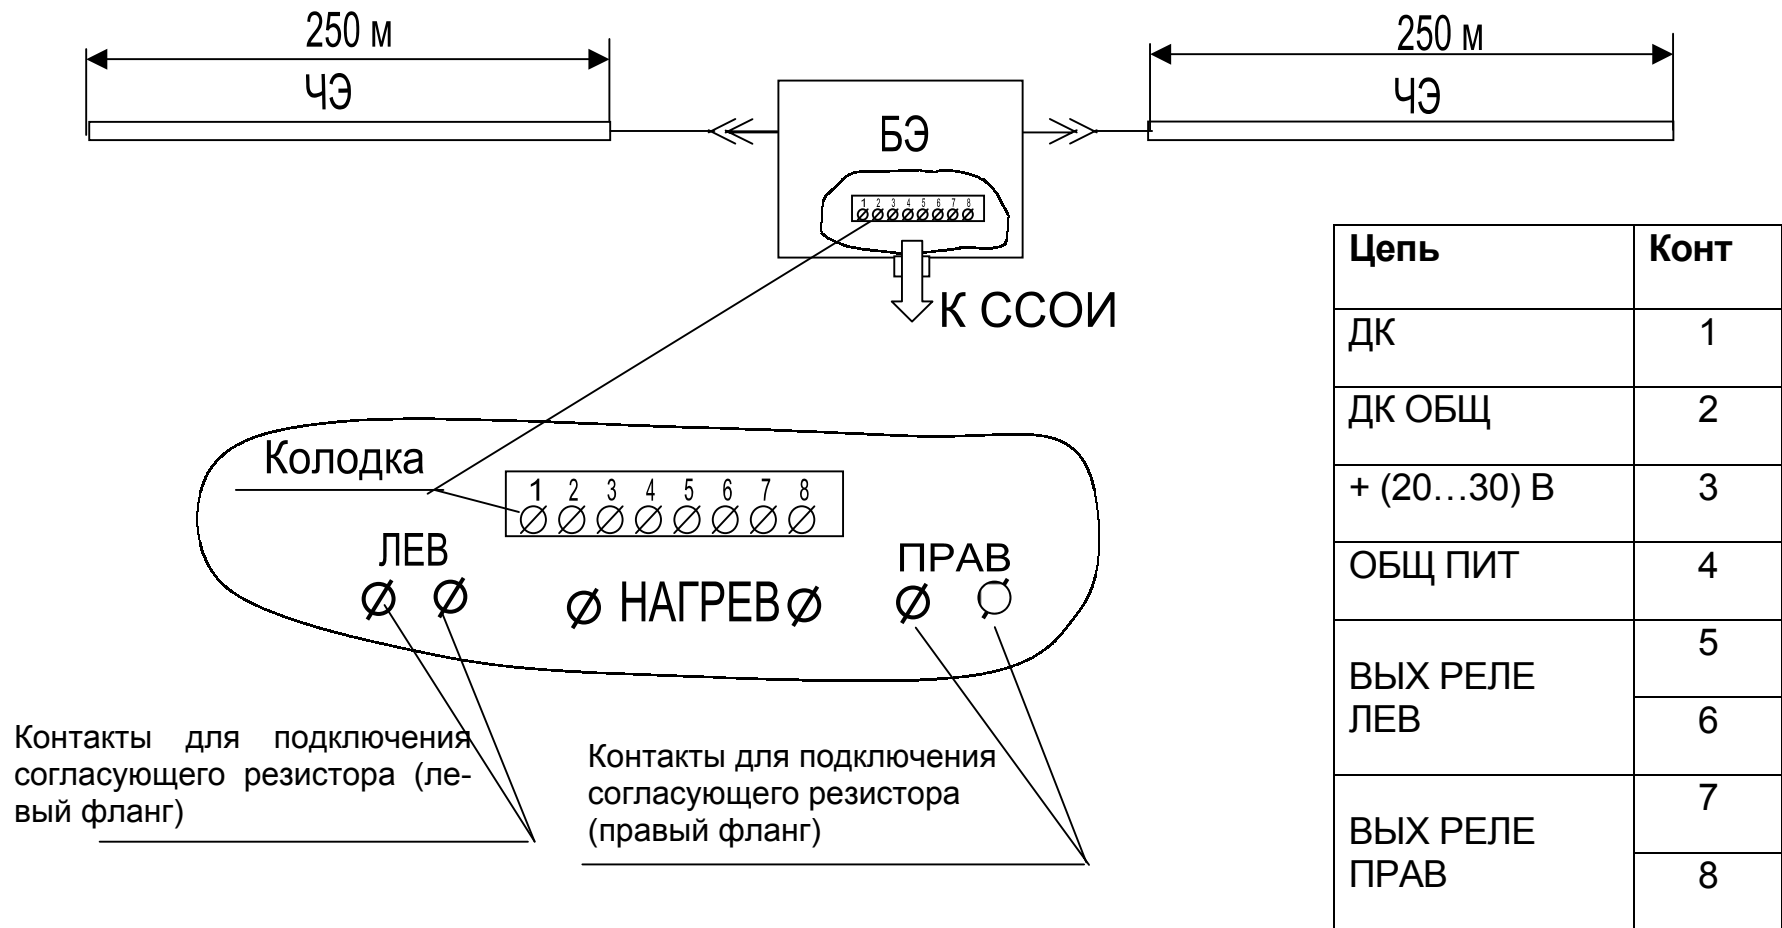 250 м
250 м
ЧЭ
ЧЭ
БЭ
1 2 3 4 5 6 7 8
К ССОИ
Колодка
1 2 3 4 5 6 7 8
ЛЕВ
ПРАВ
НАГРЕВ
Контакты для подключения
согласующего резистора (ле-
вый фланг)
Контакты для подключения
согласующего резистора
(правый фланг)
Цепь Конт
ДК 1
ДК ОБЩ 2
+ (20…30) В 3
ОБЩ ПИТ 4
ВЫХ РЕЛЕ
ЛЕВ
5
6
ВЫХ РЕЛЕ
ПРАВ
7
8